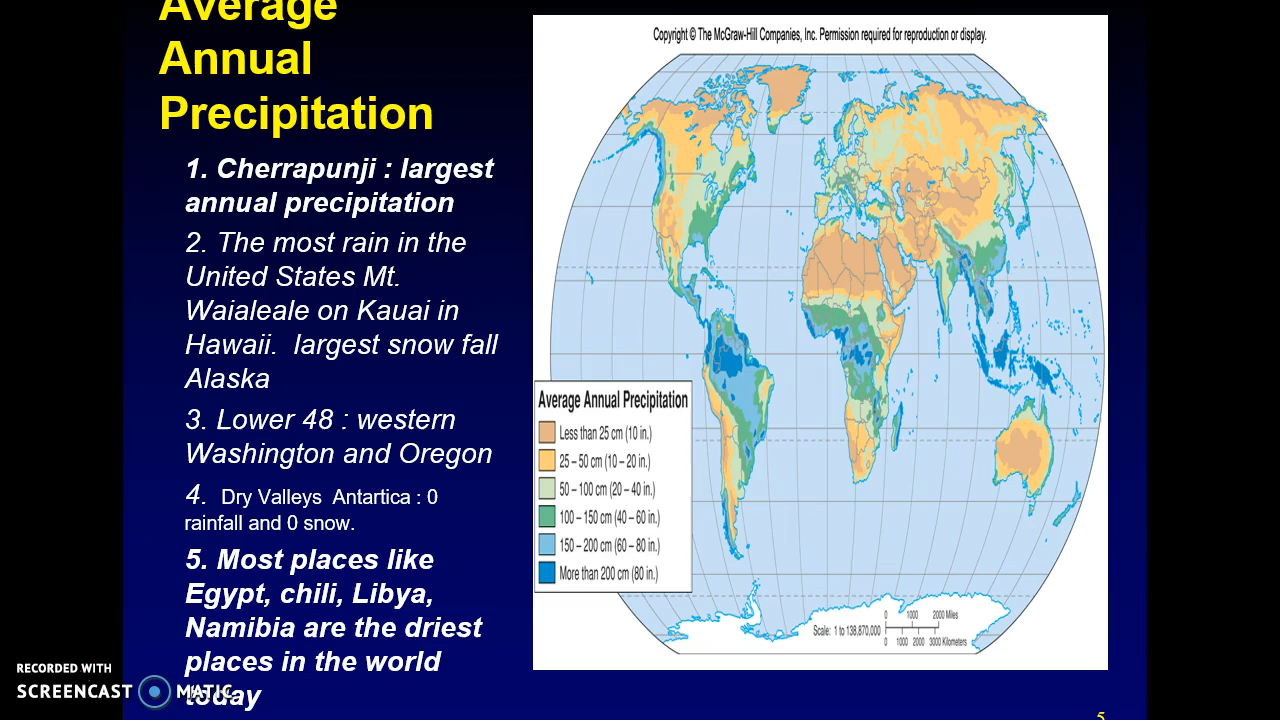 Average
Annual
Precipitation
1. Cherrapunji : largest
annual precipitation
2. The most rain in the
United States Mt.
Waialeale on Kauai in
Hawaii. largest snow fall
Alaska
3. Lower 48 : western
Washington and Oregon
4. Dry Valleys Antartica : 0
rainfall and 0 snow.
5. Most places like
Egypt, chili, Libya,
Namibia are the driest
places in the world
today
Copyright © The McGraw-Hill Companies, Inc. Permission required for reproduction or display.
Average Annual Precipitation
Less than 25 cm (10 in.)
25 – 50 cm (10 – 20 in.)
50 – 100 cm (20 – 40 in.)
100 – 150 cm (40 – 60 in.)
150 – 200 cm (60 – 80 in.)
More than 200 cm (80 in.)
0 1000 2000 Miles
Scale: 1 to 138,870,000
0 1000 2000 3000 Kilometers
RECORDED WITH
SCREENCAST MATIC
5